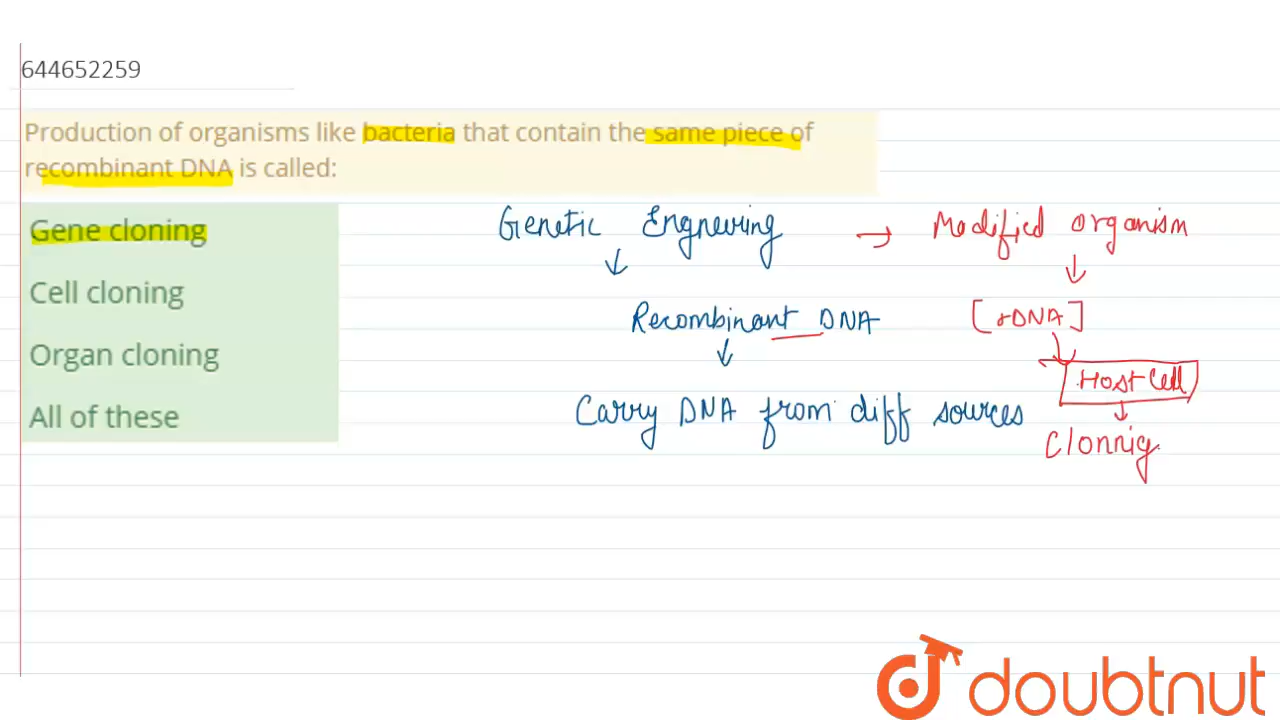 644652259
Production of organisms like bacteria that contain the same piece of
recombinant DNA is called:
Gene cloning
Cell cloning
Organ cloning
All of these
Genetic Engnewring → Modified organism
↓ ↓
Recombinant DNA [rDNA]
↓
Host Cell
↓
Carry DNA from diff sources
Clonnig
doubtnut